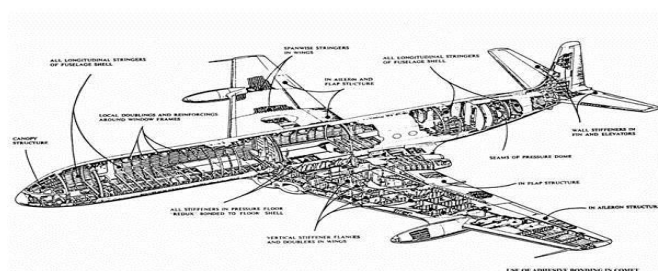 ALL LONGITUDINAL STRINGERS
OF FUSELAGE SHELL
SPANWISE STRINGERS
IN WINGS
ALL LONGITUDINAL STRINGERS
OF FUSELAGE SHELL
IN AILERON AND
FLAP STUCTURE
LOCAL DOUBLINGS AND REINFORCINGS
AROUND WINDOW FRAMES
CANOPY
STRUCTURE
WALL STIFFENERS IN
FIN AND ELEVATORS
SEAMS OF PRESSURE DOME
IN FLAP STRUCTURE
IN AILERON STRUCTUR
ALL STIFFENERS IN PRESSURE FLOOR
'REDUX' BONDED TO FLOOR SHELL
VERTICAL STIFFENER FLANGES
AND DOUBLERS IN WINGS
USE OF ADHESIVE BONDING IN COMET